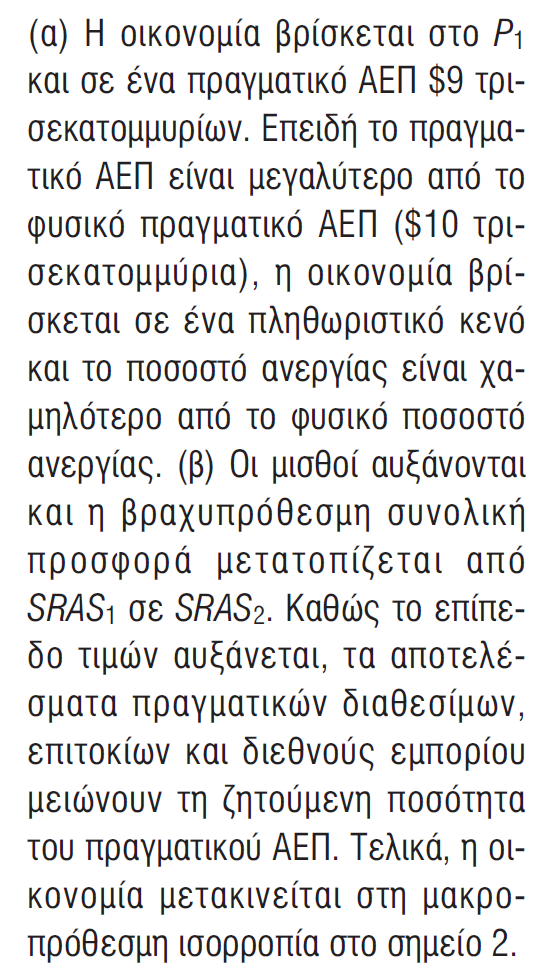 (α) Η οικονομία βρίσκεται στο P1
και σε ένα πραγματικό ΑΕΠ $9 τρι-
σεκατομμυρίων. Επειδή το πραγμα-
τικό ΑΕΠ είναι μεγαλύτερο από το
φυσικό πραγματικό ΑΕΠ ($10 τρι-
σεκατομμύρια), η οικονομία βρί-
σκεται σε ένα πληθωριστικό κενό
και το ποσοστό ανεργίας είναι χα-
μηλότερο από το φυσικό ποσοστό
ανεργίας. (β) Οι μισθοί αυξάνονται
και η βραχυπρόθεσμη συνολική
προσφορά μετατοπίζεται από
SRAS1 σε SRAS2. Καθώς το επίπε-
δο τιμών αυξάνεται, τα αποτελέ-
σματα πραγματικών διαθεσίμων,
επιτοκίων και διεθνούς εμπορίου
μειώνουν τη ζητούμενη ποσότητα
του πραγματικού ΑΕΠ. Τελικά, η οι-
κονομία μετακινείται στη μακρο-
πρόθεσμη ισορροπία στο σημείο 2.